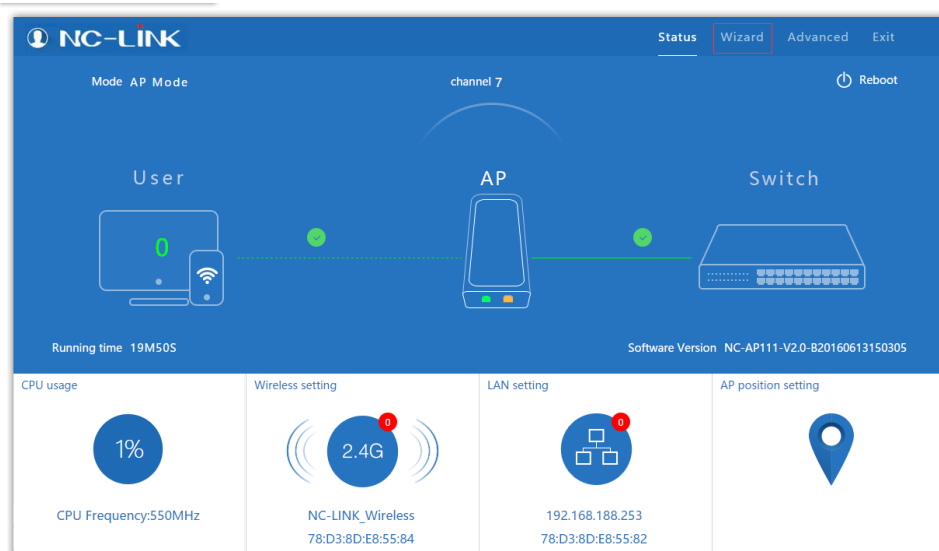 NC-LINK
Status Wizard Advanced Exit
Mode AP Mode
channel 7
Reboot
User
AP
Switch
0
Running time 19M50S
Software Version NC-AP111-V2.0-B20160613150305
CPU usage
Wireless setting
LAN setting
AP position setting
1%
0
2.4G
0
CPU Frequency:550MHz
NC-LINK_Wireless
78:D3:8D:E8:55:84
192.168.188.253
78:D3:8D:E8:55:82